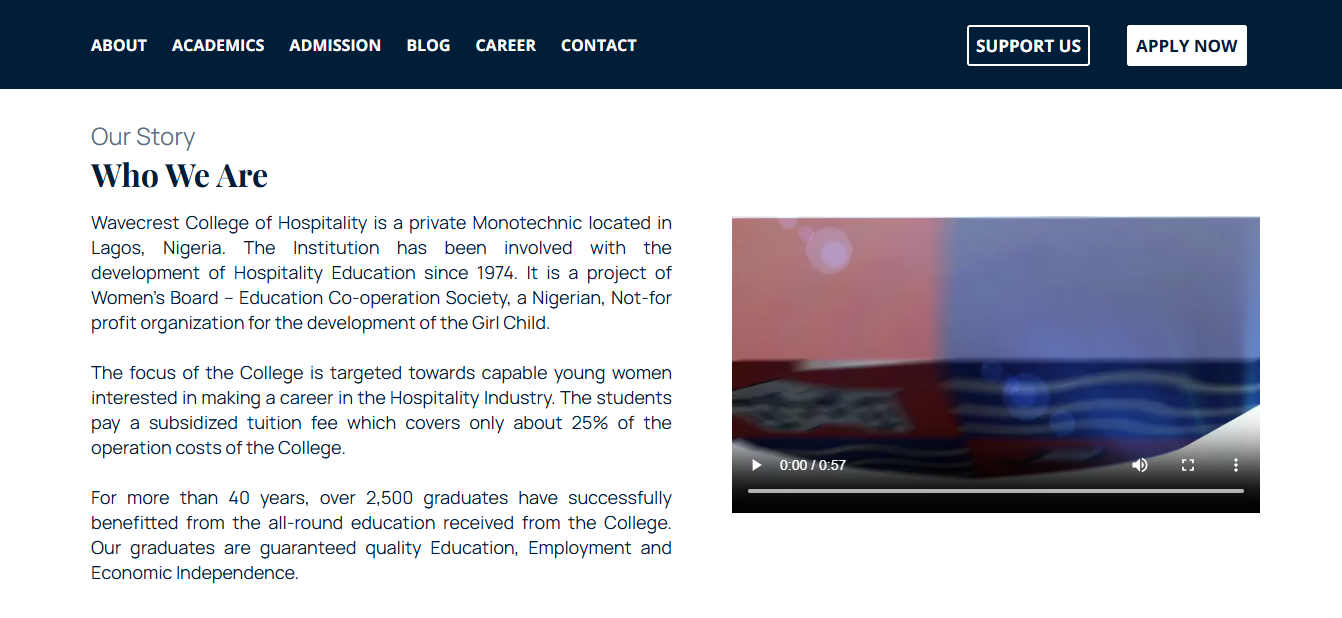 ABOUT ACADEMICS ADMISSION BLOG CAREER CONTACT SUPPORT US APPLY NOW
Our Story
Who We Are
Wavecrest College of Hospitality is a private Monotechnic located in
Lagos, Nigeria. The Institution has been involved with the
development of Hospitality Education since 1974. It is a project of
Women's Board – Education Co-operation Society, a Nigerian, Not-for
profit organization for the development of the Girl Child.
The focus of the College is targeted towards capable young women
interested in making a career in the Hospitality Industry. The students
pay a subsidized tuition fee which covers only about 25% of the
operation costs of the College.
For more than 40 years, over 2,500 graduates have successfully
benefitted from the all-round education received from the College.
Our graduates are guaranteed quality Education, Employment and
Economic Independence.
0:00 / 0:57